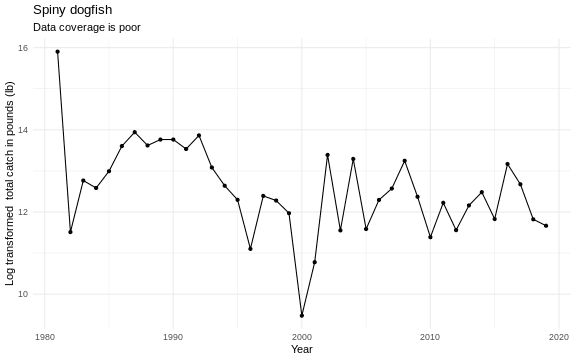 Spiny dogfish
Data coverage is poor
Log transformed  total catch in pounds (lb)
16
14
12
10
1980
1990
2000
2010
2020
Year